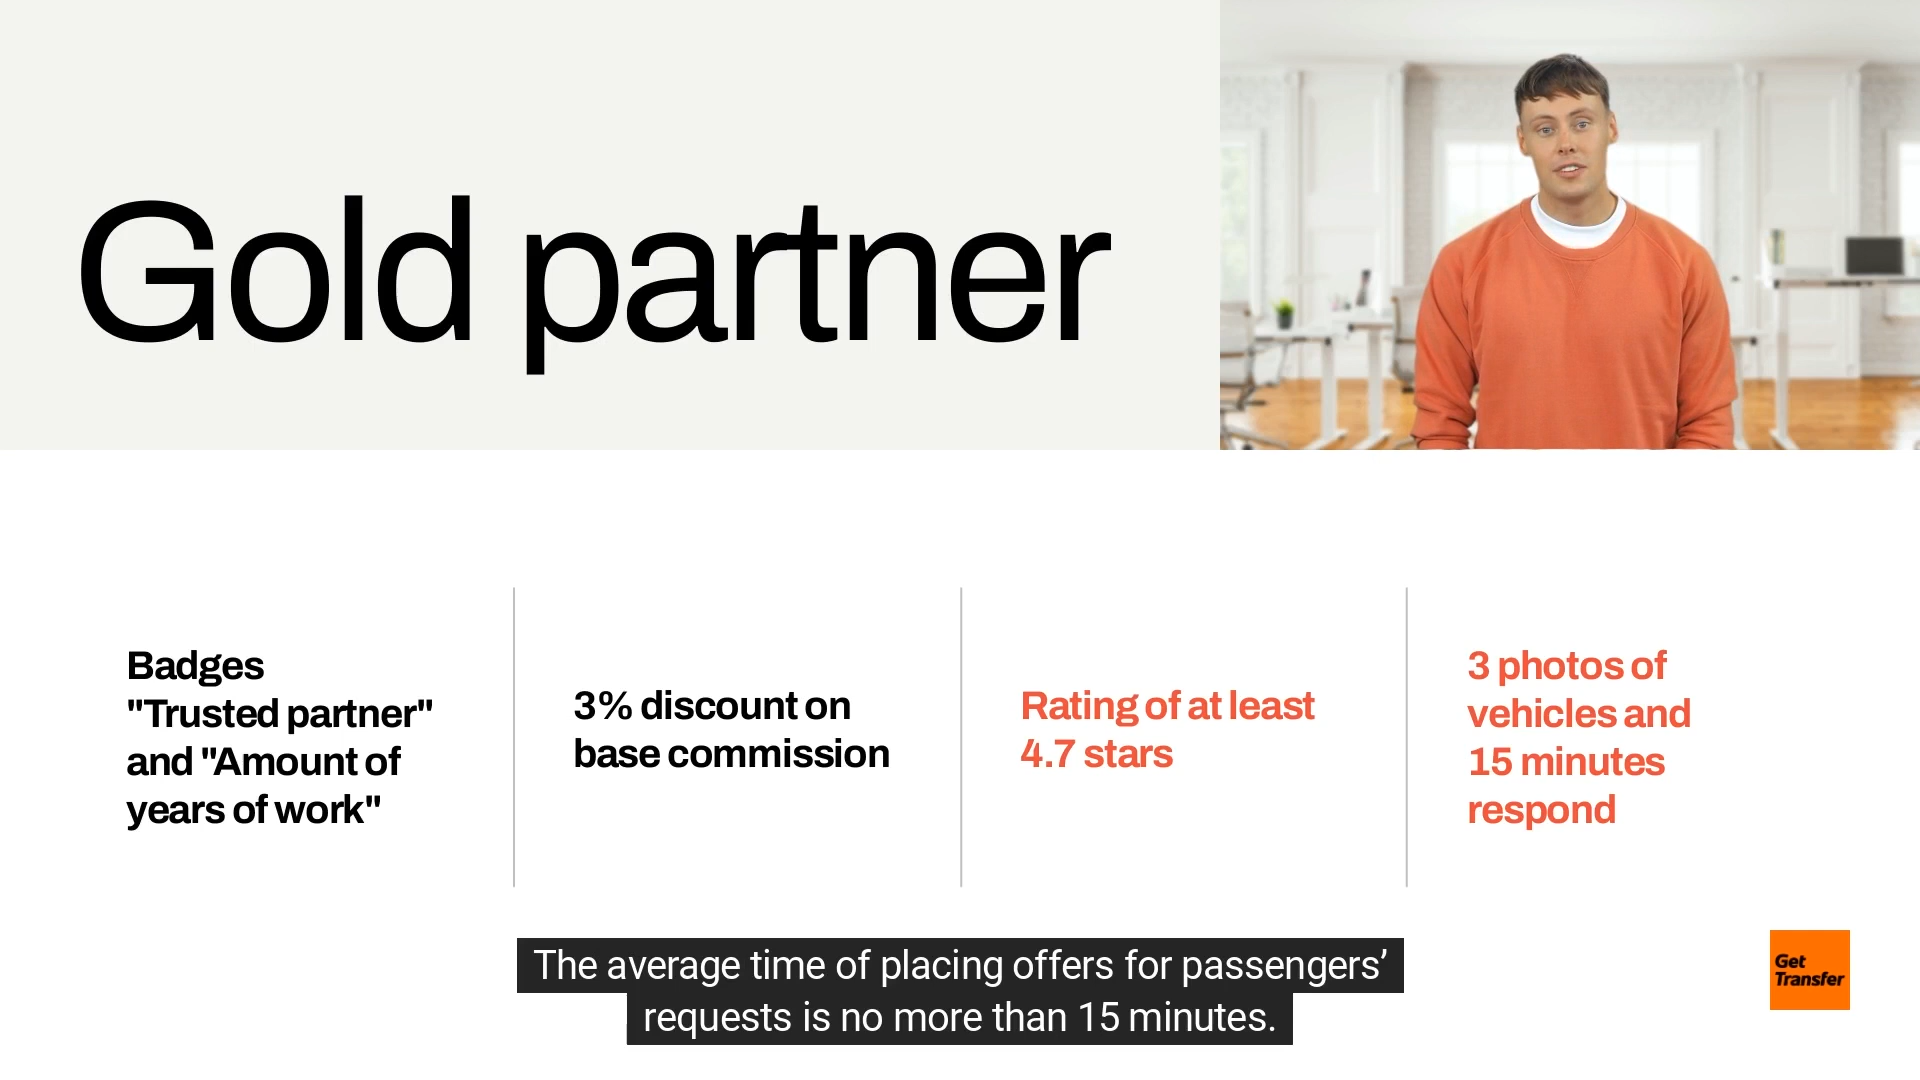 Gold partner
Badges
"Trusted partner"
and "Amount of
years of work"
3% discount on
base commission
Rating of at least
4.7 stars
3 photos of
vehicles and
15 minutes
respond
The average time of placing offers for passengers’
requests is no more than 15 minutes.
Get
Transfer